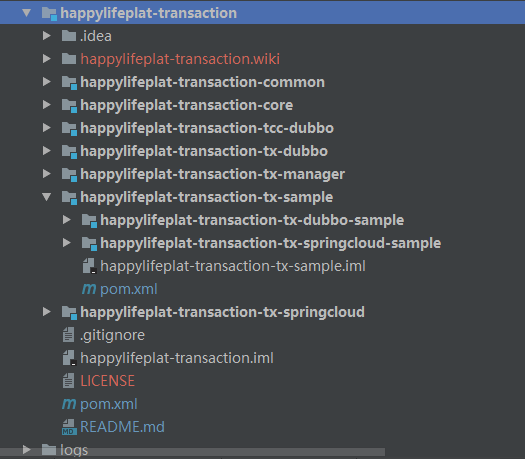 happylifeplat-transaction
.idea
happylifeplat-transaction.wiki
happylifeplat-transaction-common
happylifeplat-transaction-core
happylifeplat-transaction-tcc-dubbo
happylifeplat-transaction-tx-dubbo
happylifeplat-transaction-tx-manager
happylifeplat-transaction-tx-sample
happylifeplat-transaction-tx-dubbo-sample
happylifeplat-transaction-tx-springcloud-sample
happylifeplat-transaction-tx-sample.iml
m pom.xml
happylifeplat-transaction-tx-springcloud
.gitignore
happylifeplat-transaction.iml
LICENSE
m pom.xml
MD README.md
logs